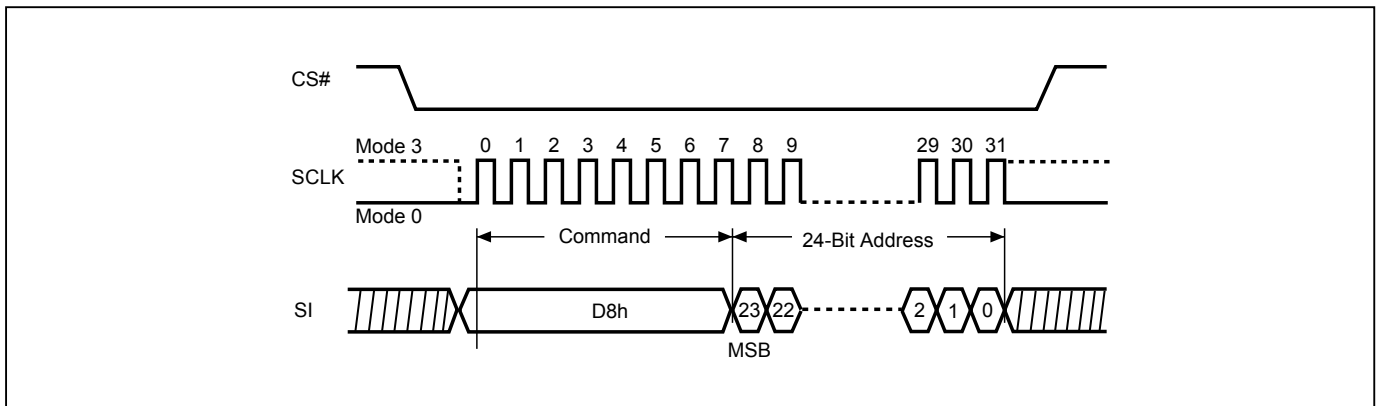 CS#
Mode 3
0 1 2 3 4 5 6 7 8 9 29 30 31
SCLK
Mode 0
Command
24-Bit Address
SI
D8h
23 22 2 1 0
MSB